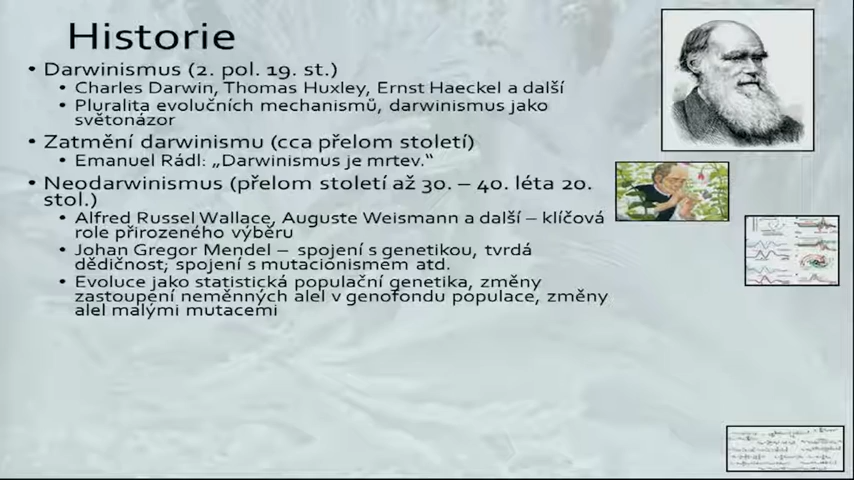 Historie
• Darwinismus (2. pol. 19. st.)
• Charles Darwin, Thomas Huxley, Ernst Haeckel a další
• Pluralita evolučních mechanismů, darwinismus jako
světonázor
• Zatmění darwinismu (cca přelom století)
• Emanuel Rádl: „Darwinismus je mrtev.“
• Neodarwinismus (přelom století až 30. – 40. léta 20.
stol.)
• Alfred Russel Wallace, Auguste Weismann a další – klíčová
role přirozeného výběru
• Johan Gregor Mendel – spojení s genetikou, tvrdá
dědičnost; spojení s mutacionismem atd.
• Evoluce jako statistická populační genetika, změny
zastoupení neměnných alel v genofondu populace, změny
alel malými mutacemi